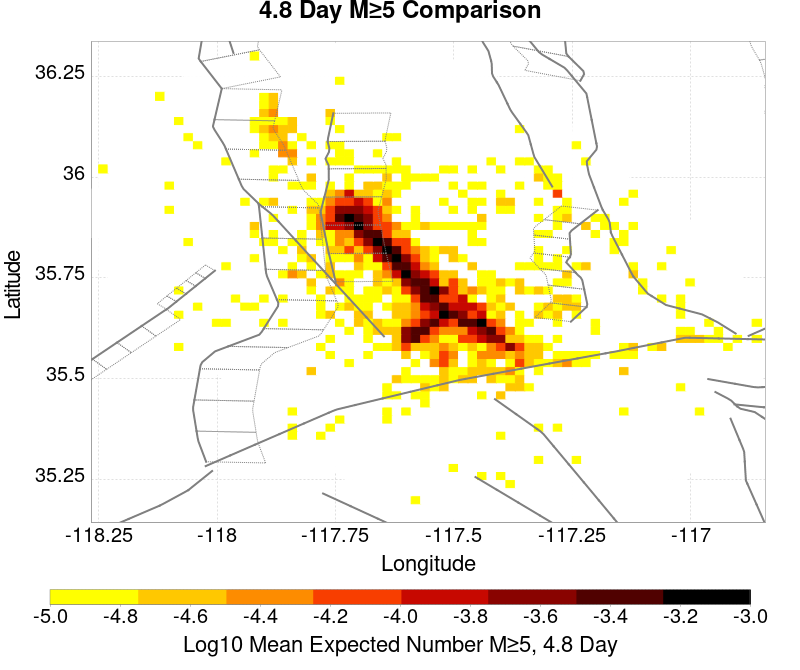 4.8 Day M≥5 Comparison
36.25
36
35.75
35.5
35.25
Latitude
-118.25 -118 -117.75 -117.5 -117.25 -117
Longitude
-5.0 -4.8 -4.6 -4.4 -4.2 -4.0 -3.8 -3.6 -3.4 -3.2 -3.0
Log10 Mean Expected Number M≥5, 4.8 Day